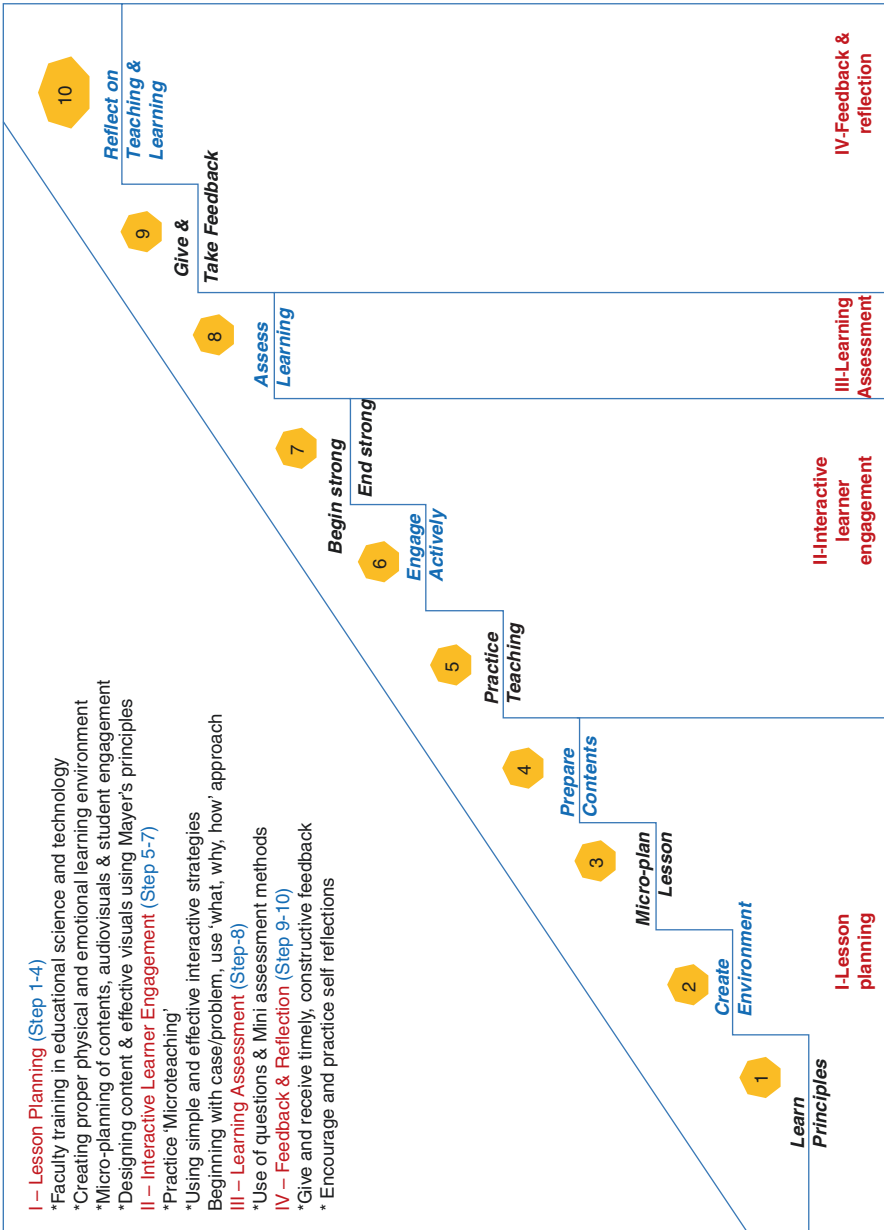 I – Lesson Planning (Step 1-4)
*Faculty training in educational science and technology
*Creating proper physical and emotional learning environment
*Micro-planning of contents, audiovisuals & student engagement
*Designing content & effective visuals using Mayer’s principles
II – Interactive Learner Engagement (Step 5-7)
*Practice ‘Microteaching’
*Using simple and effective interactive strategies
Beginning with case/problem, use ‘what, why, how’ approach
III – Learning Assessment (Step-8)
*Use of questions & Mini assessment methods
IV – Feedback & Reflection (Step 9-10)
*Give and receive timely, constructive feedback
* Encourage and practice self reflections
1
Learn
Principles
2
Create
Environment
3
Micro-plan
Lesson
4
Prepare
Contents
5
Practice
Teaching
6
Engage
Actively
7
Begin strong
End strong
8
Assess
Learning
9
Give &
Take Feedback
10
Reflect on
Teaching &
Learning
I-Lesson
planning
II-Interactive
learner
engagement
III-Learning
Assessment
IV-Feedback &
reflection